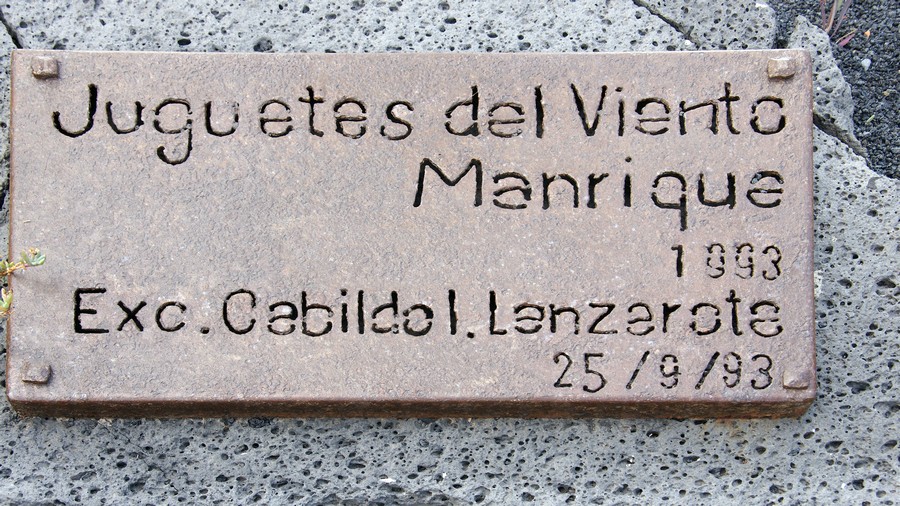 Juguetes del Viento
Manrique
1993
Exc. Cabildo I. Lanzarote
25/9/93